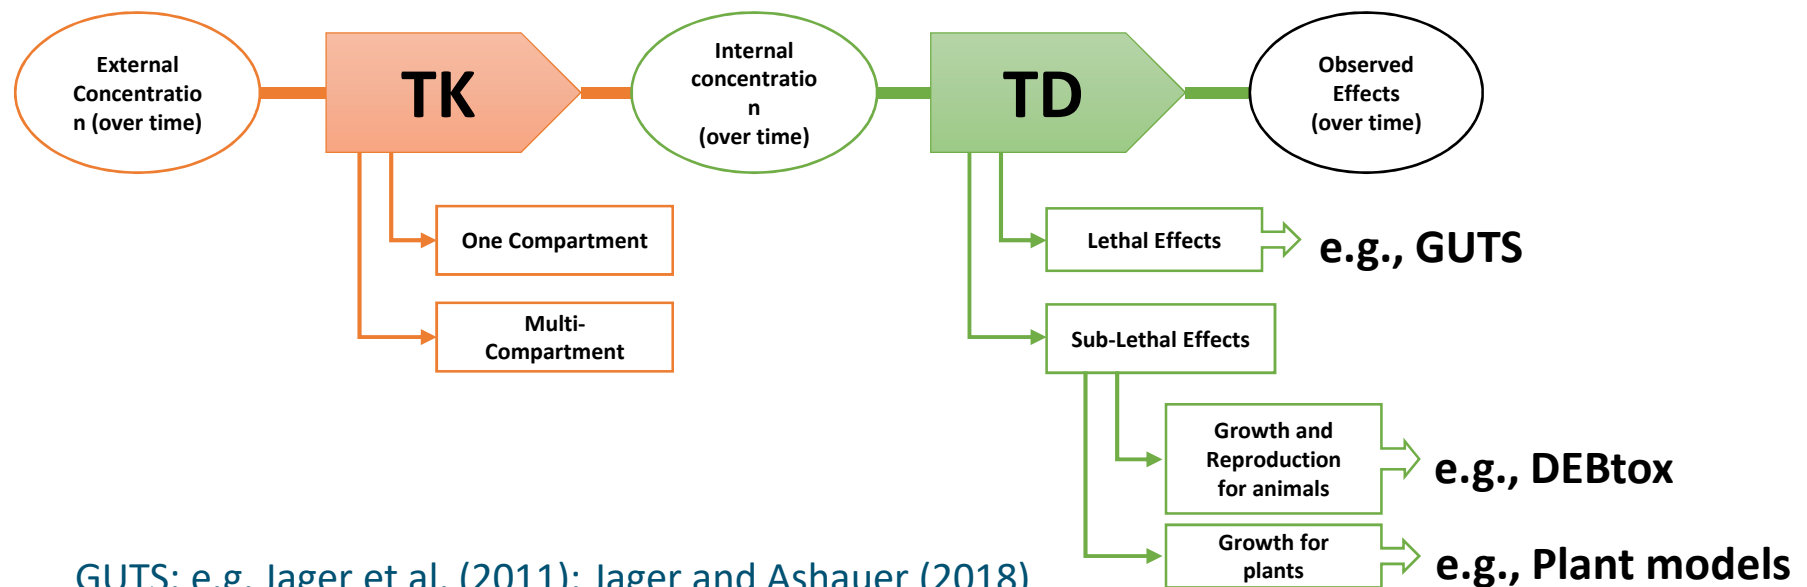 External
Concentratio
n (over time)
TK
Internal
concentratio
n
(over time)
TD
Observed
Effects
(over time)
One Compartment
Multi-
Compartment
Lethal Effects
e.g., GUTS
Sub-Lethal Effects
Growth and
Reproduction
for animals
e.g., DEBtox
Growth for
plants
e.g., Plant models
GUTS: e.g. Jager et al. (2011); Jager and Ashauer (2018)